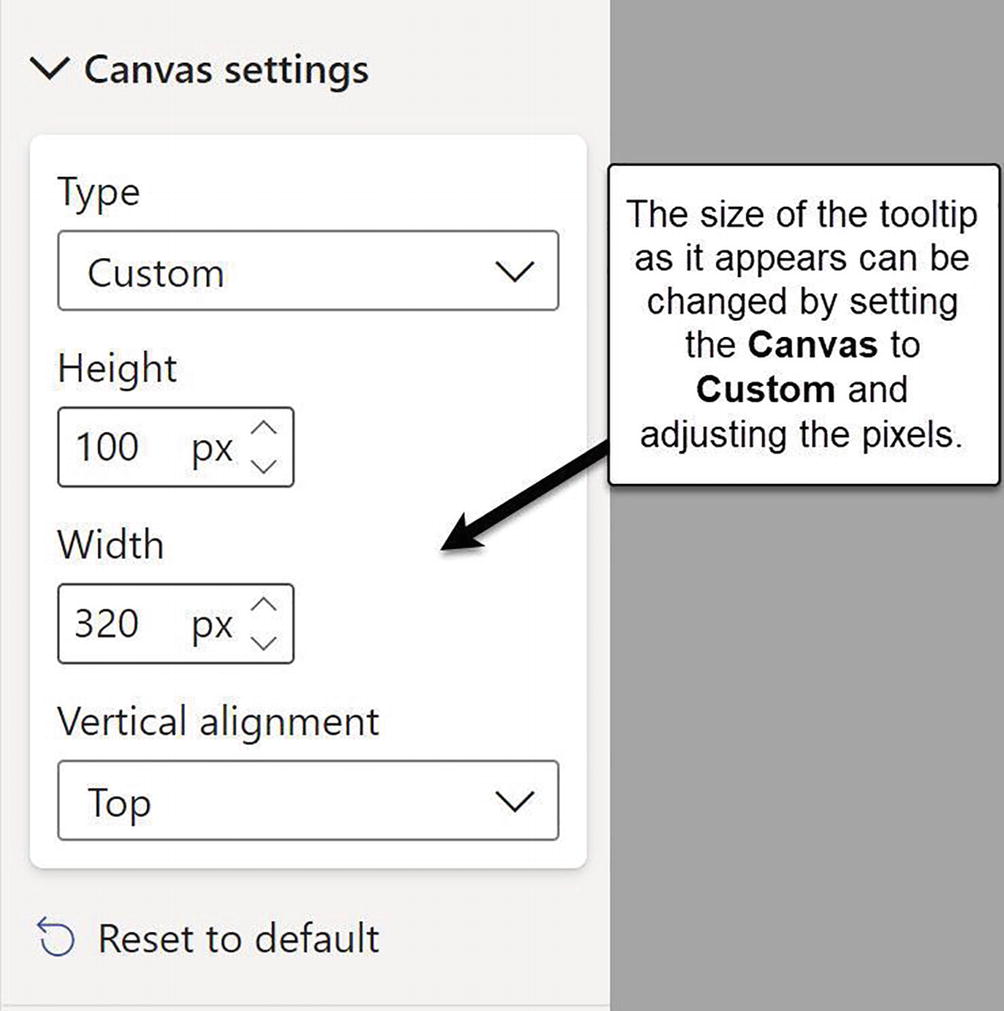 Canvas settings
Type
Custom
Height
100 px
Width
320 px
Vertical alignment
Top
Reset to default
The size of the tooltip
as it appears can be
changed by setting
the Canvas to
Custom and
adjusting the pixels.